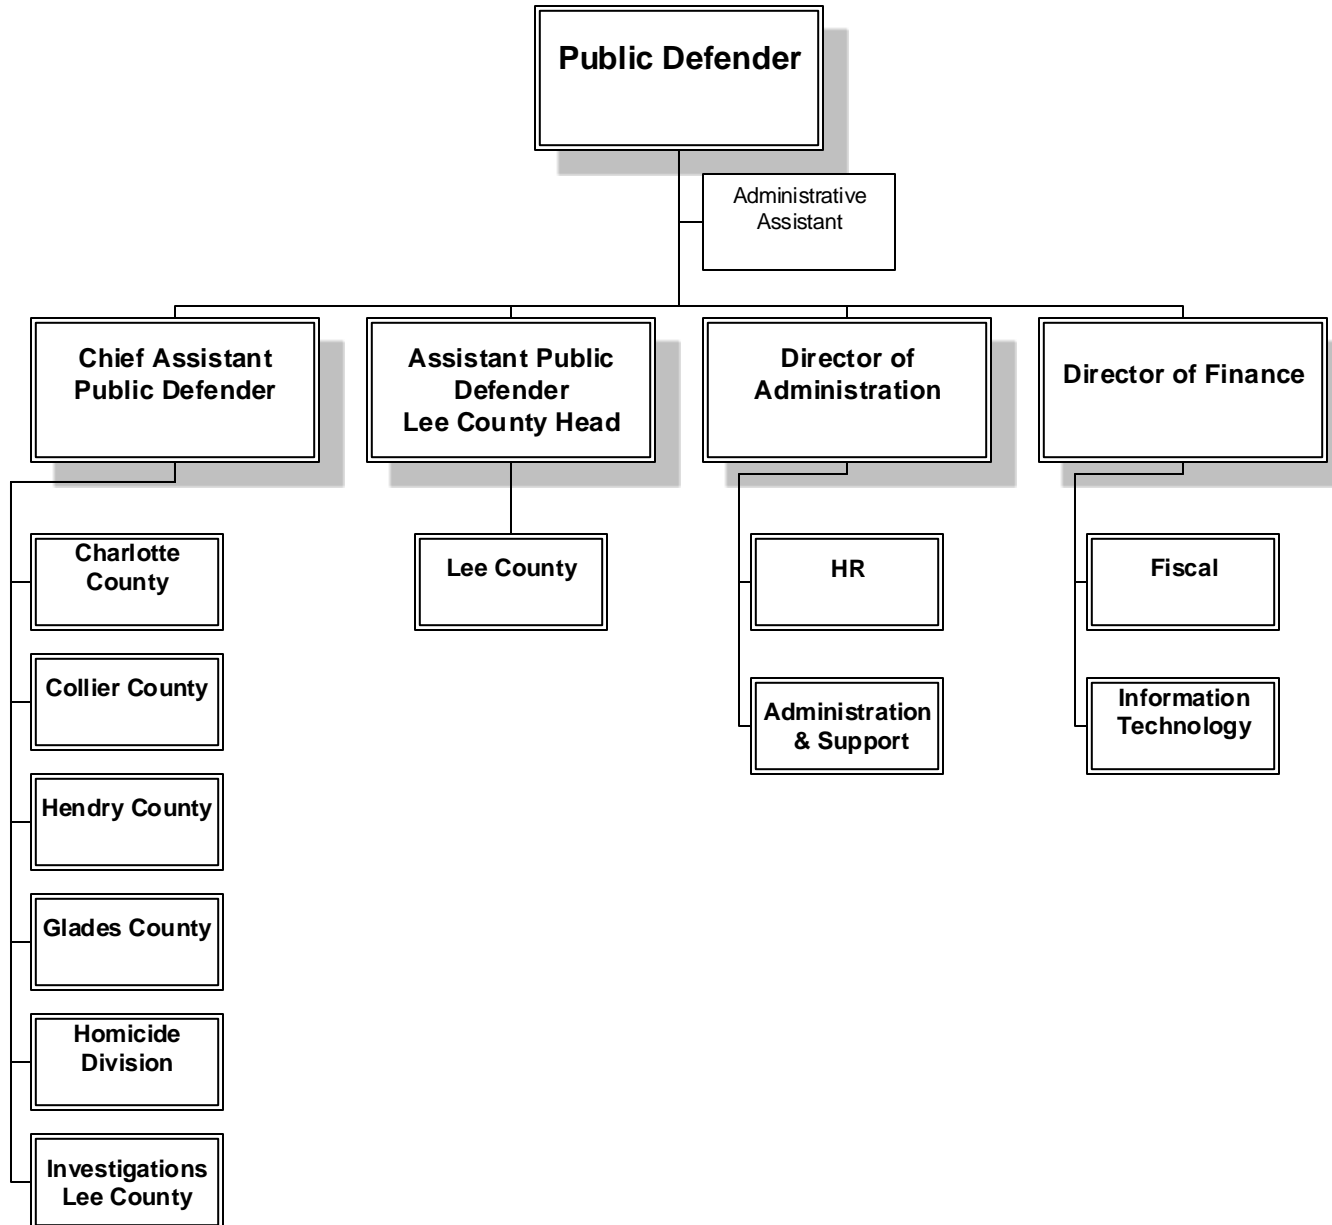 Public Defender
Administrative
Assistant
Chief Assistant
Public Defender
Assistant Public
Defender
Lee County Head
Director of
Administration
Director of Finance
Charlotte
County
Lee County
HR
Fiscal
Collier County
Administration
& Support
Information
Technology
Hendry County
Glades County
Homicide
Division
Investigations
Lee County